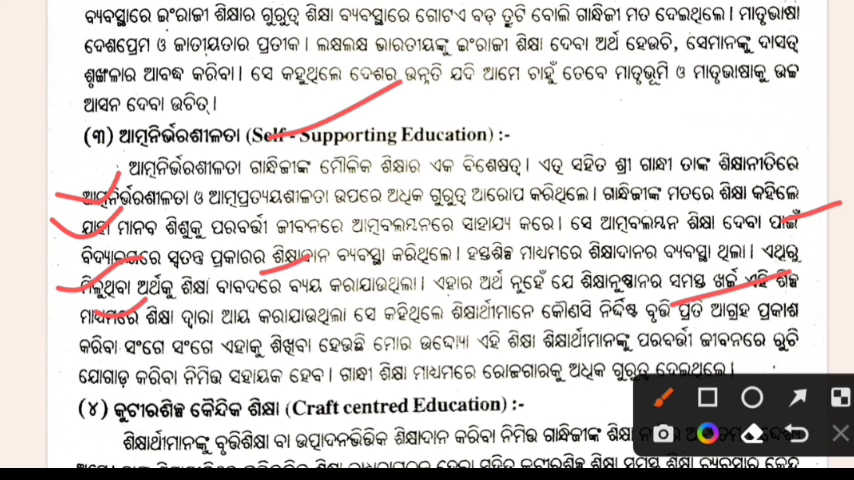 ବ୍ୟବସ୍ଥାରେ ଇଂରାଜୀ ଶିକ୍ଷାର ଗୁରୁତ୍ୱ ଶିକ୍ଷା ବ୍ୟବସ୍ଥାରେ ଗୋଟଏ ବଡ଼ ତ୍ରୁଟି ବୋଲି ଗାନ୍ଧିଜୀ ମତ ଦେଇଥିଲେ । ମାତୃଭାଷା
ଦେଶପ୍ରେମ ଓ ଜାତୀୟତାର ପ୍ରତୀକ । ଲକ୍ଷଲକ୍ଷ ଭାରତୀୟଙ୍କୁ ଇଂରାଜୀ ଶିକ୍ଷା ଦେବା ଅର୍ଥ ହେଉଚି, ସେମାନଙ୍କୁ ଦାସତ୍ୱ
ଶୃଙ୍ଖଳାର ଆବଦ୍ଧ କରିବା । ସେ କହୁଥିଲେ ଦେଶର ଉନ୍ନତି ଯଦି ଆମେ ଚାହୁଁ ତେବେ ମାତୃଭୂମି ଓ ମାତୃଭାଷାକୁ ଉଚ୍ଚ
ଆସନ ଦେବା ଉଚିତ୍ ।
(୩) ଆତ୍ମନିର୍ଭରଶୀଳତା (Self - Supporting Education) :-
ଆତ୍ମନିର୍ଭରଶୀଳତା ଗାନ୍ଧିଜୀଙ୍କ ମୌଳିକ ଶିକ୍ଷାର ଏକ ବିଶେଷତ୍ୱ । ଏତ୍ ସହିତ ଶ୍ରୀ ଗାନ୍ଧୀ ତାଙ୍କ ଶିକ୍ଷାନୀତିରେ
ଆତ୍ମନିର୍ଭରଶୀଳତା ଓ ଆତ୍ମପ୍ରତ୍ୟୟଶୀଳତା ଉପରେ ଅଧିକ ଗୁରୁତ୍ୱ ଆରୋପ କରିଥିଲେ । ଗାନ୍ଧିଜୀଙ୍କ ମତରେ ଶିକ୍ଷା କହିଲେ
ଯାହା ମାନବ ଶିଶୁକୁ ପରବର୍ତ୍ତୀ ଜୀବନରେ ଆତ୍ମବଲମ୍ବନରେ ସାହାଯ୍ୟ କରେ । ସେ ଆତ୍ମବଲମ୍ବନ ଶିକ୍ଷା ଦେବା ପାଇଁ
ବିଦ୍ୟାଳୟରେ ସ୍ୱତନ୍ତ୍ର ପ୍ରକାରର ଶିକ୍ଷାଦାନ ବ୍ୟବସ୍ଥା କରିଥିଲେ । ହସ୍ତଶିଳ୍ପ ମାଧ୍ୟମରେ ଶିକ୍ଷାଦାନର ବ୍ୟବସ୍ଥା ଥିଲା । ଏଥିରୁ
ମିଳୁଥିବା ଅର୍ଥକୁ ଶିକ୍ଷା ବାବଦରେ ବ୍ୟୟ କରାଯାଉଥିଲା । ଏହାର ଅର୍ଥ ନୁହେଁ ଯେ ଶିକ୍ଷାନୁଷ୍ଠାନର ସମସ୍ତ ଖର୍ଚ୍ଚ ଏହି ଶିଳ୍ପ
ମାଧ୍ୟମରେ ଶିକ୍ଷା ଦ୍ୱାରା ଆୟ କରାଯାଉଥିଲା ସେ କହିଥିଲେ ଶିକ୍ଷାର୍ଥୀମାନେ କୌଣସି ନିର୍ଦ୍ଦିଷ୍ଟ ବୃତ୍ତି ପ୍ରତି ଆଗ୍ରହ ପ୍ରକାଶ
କରିବା ସଂଗେ ସଂଗେ ଏହାକୁ ଶିଖିବା ହେଉଛି ମୋର ଉଦ୍ଦ୍ୟୋ ଏହି ଶିକ୍ଷା ଶିକ୍ଷାର୍ଥୀମାନଙ୍କୁ ପରବର୍ତ୍ତୀ ଜୀବନରେ ରୁଚି
ଯୋଗାଡ଼ କରିବା ନିମିତ୍ତ ସହାୟକ ହେବ । ଗାନ୍ଧୀ ଶିକ୍ଷା ମାଧ୍ୟମରେ ରୋଜଗାରକୁ ଅଧିକ ଗୁରୁତ୍ୱ ଦେଇଥିଲେ ।
(୪) କୁଟୀରଶିଳ୍ପ କୈନ୍ଦିକ ଶିକ୍ଷା (Craft centred Education) :-
ଶିକ୍ଷାର୍ଥୀମାନଙ୍କୁ ବୃତ୍ତିଶିକ୍ଷା ବା ଉତ୍ପାଦନଭିତ୍ତିକ ଶିକ୍ଷାଦାନ କରିବା ନିମିତ୍ତ ଗାନ୍ଧିଜୀଙ୍କ ଶିକ୍ଷା